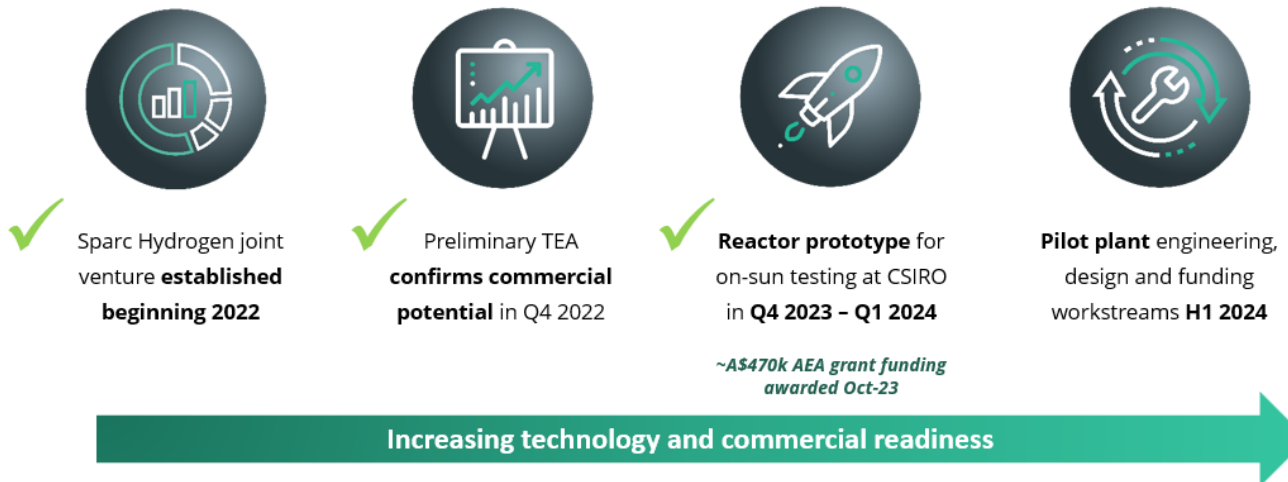 Sparc Hydrogen joint
venture established
beginning 2022
Preliminary TEA
confirms commercial
potential in Q4 2022
Reactor prototype for
on-sun testing at CSIRO
in Q4 2023 – Q1 2024
~A$470k AEA grant funding
awarded Oct-23
Pilot plant engineering,
design and funding
workstreams H1 2024
Increasing technology and commercial readiness